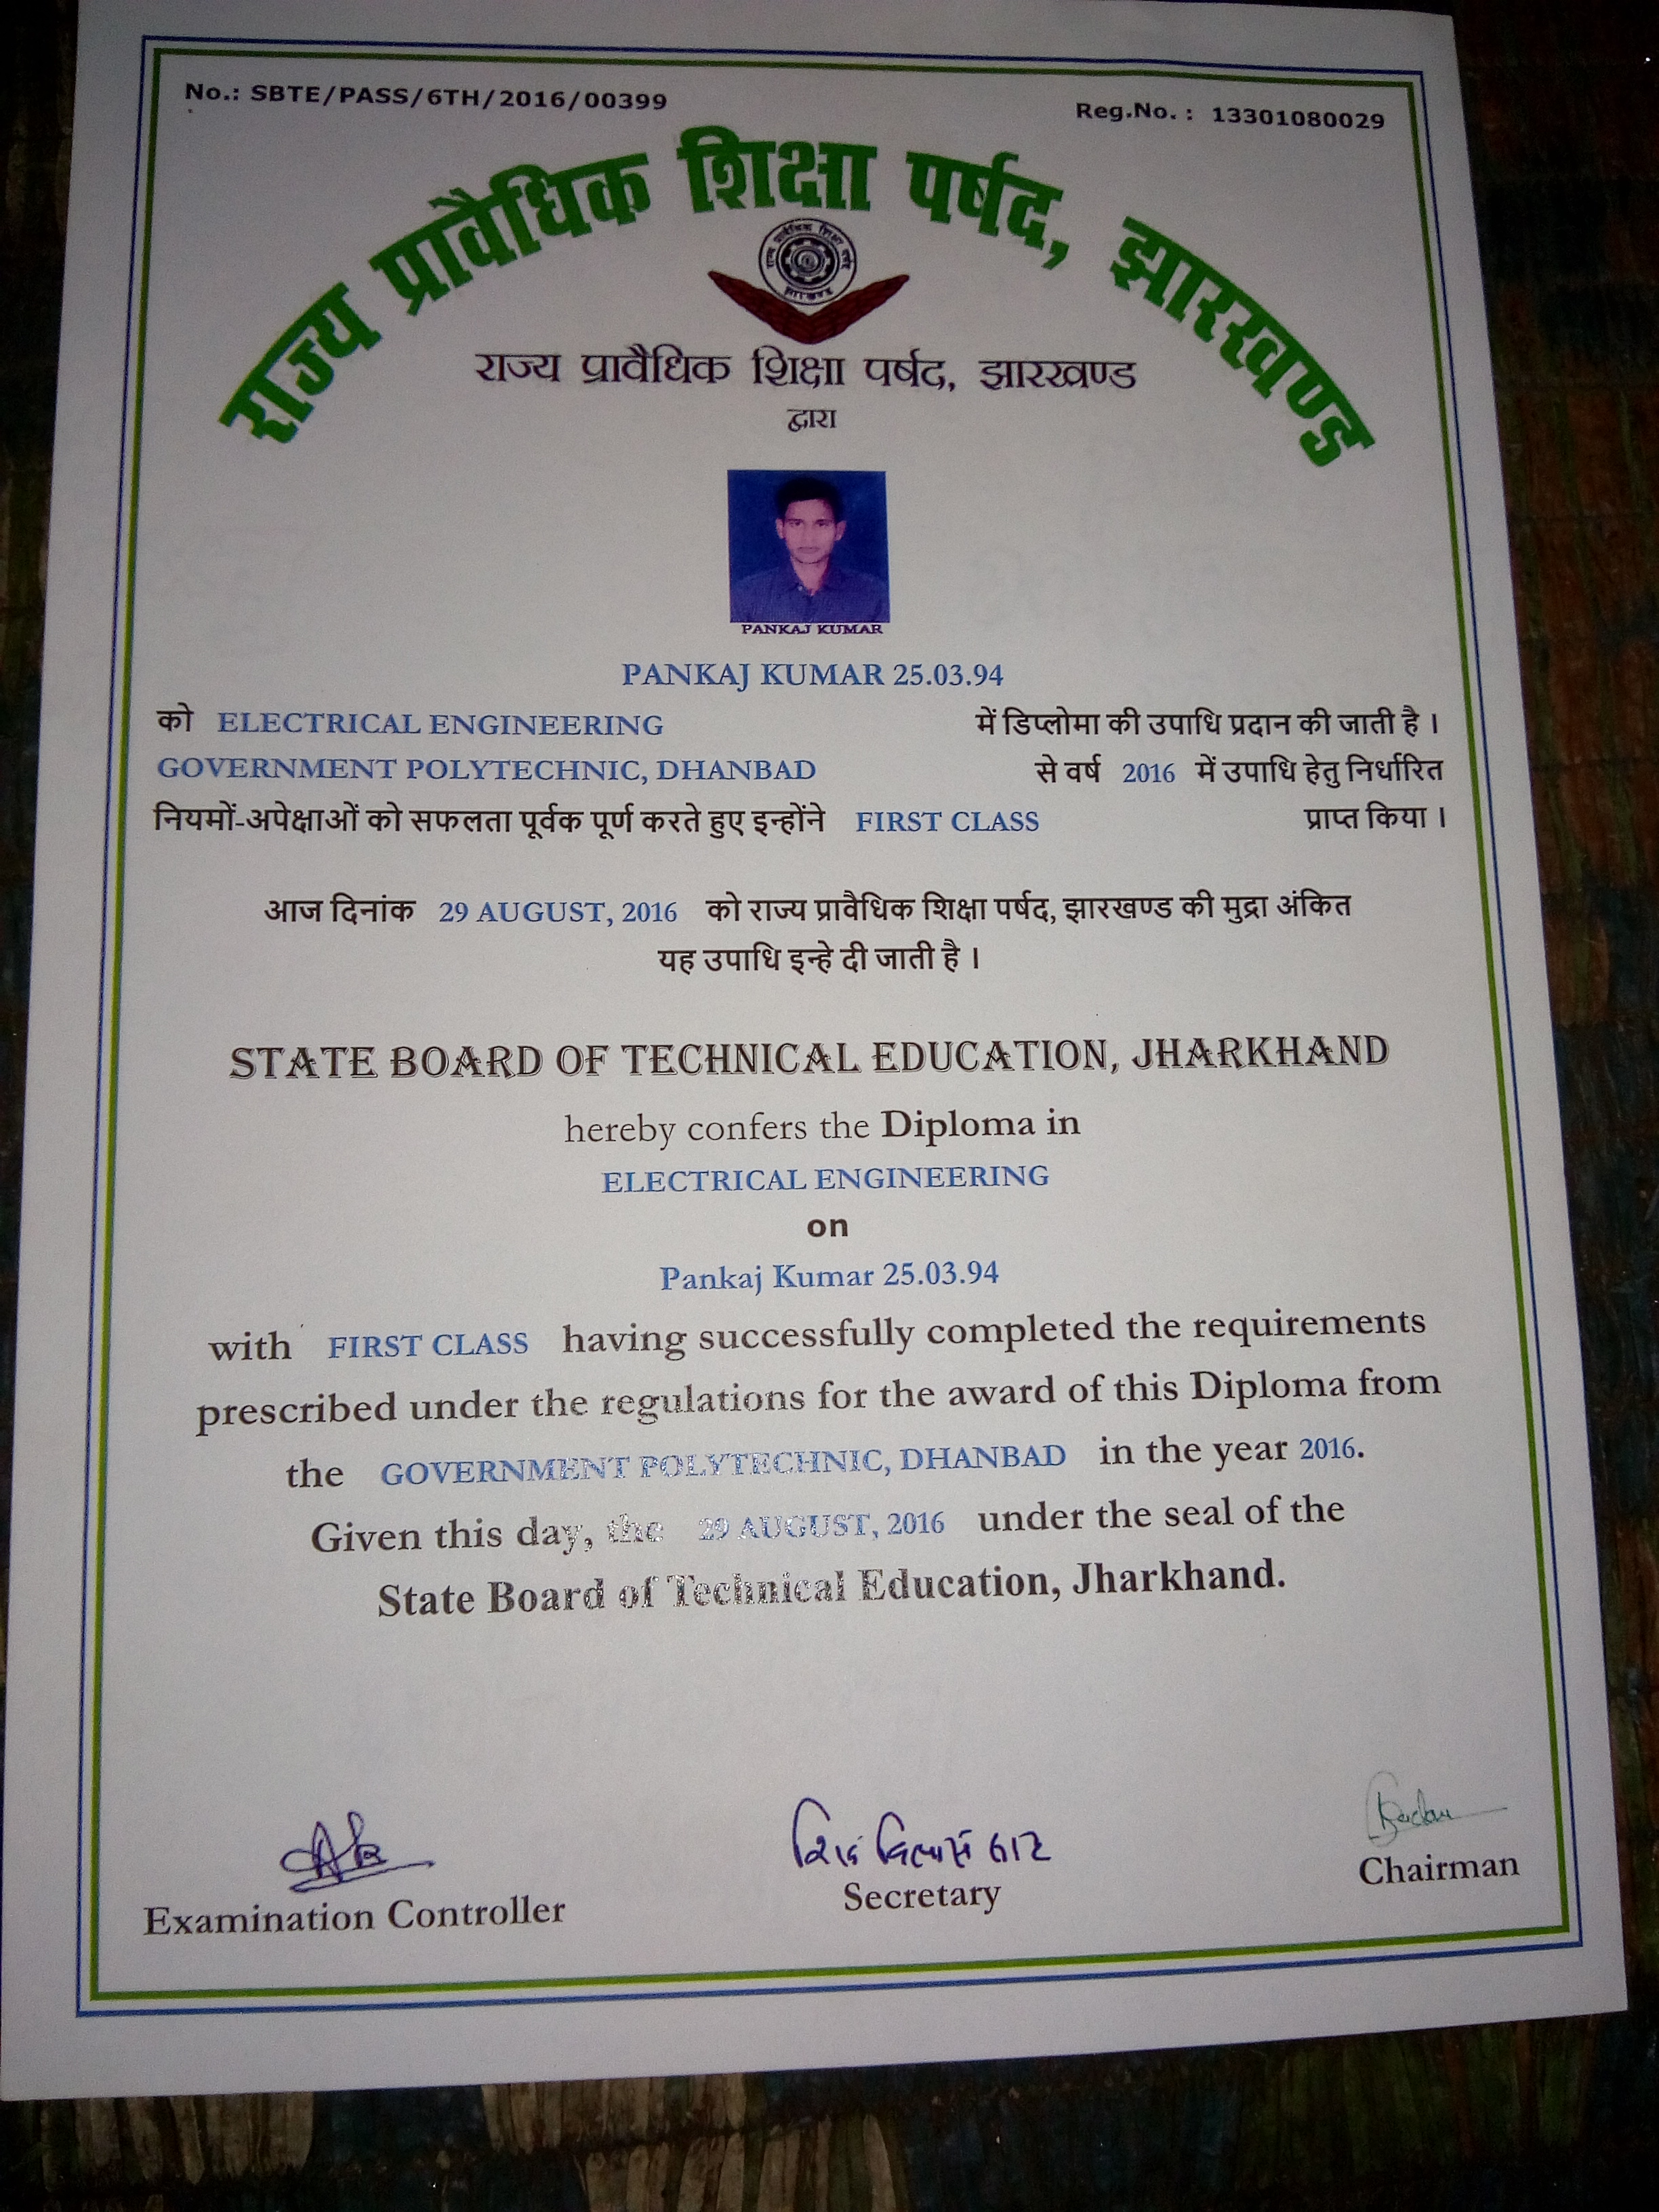 No.: SBTE/PASS/6TH/2016/00399
Reg.No. : 13301080029
राज्य प्रावैधिक शिक्षा पर्षद, झारखण्ड
राज्य प्रावैधिक शिक्षा पर्षद
झारखण्ड
राज्य प्रावैधिक शिक्षा पर्षद, झारखण्ड
द्वारा
PANKAJ KUMAR
PANKAJ KUMAR 25.03.94
को ELECTRICAL ENGINEERING में डिप्लोमा की उपाधि प्रदान की जाती है ।
GOVERNMENT POLYTECHNIC, DHANBAD से वर्ष 2016 में उपाधि हेतु निर्धारित
नियमों-अपेक्षाओं को सफलता पूर्वक पूर्ण करते हुए इन्होंने FIRST CLASS प्राप्त किया ।
आज दिनांक 29 AUGUST, 2016 को राज्य प्रावैधिक शिक्षा पर्षद, झारखण्ड की मुद्रा अंकित
यह उपाधि इन्हे दी जाती है ।
STATE BOARD OF TECHNICAL EDUCATION, JHARKHAND
hereby confers the Diploma in
ELECTRICAL ENGINEERING
on
Pankaj Kumar 25.03.94
with FIRST CLASS having successfully completed the requirements
prescribed under the regulations for the award of this Diploma from
the GOVERNMENT POLYTECHNIC, DHANBAD in the year 2016.
Given this day, the 29 AUGUST, 2016 under the seal of the
State Board of Technical Education, Jharkhand.
Examination Controller
Secretary
Chairman